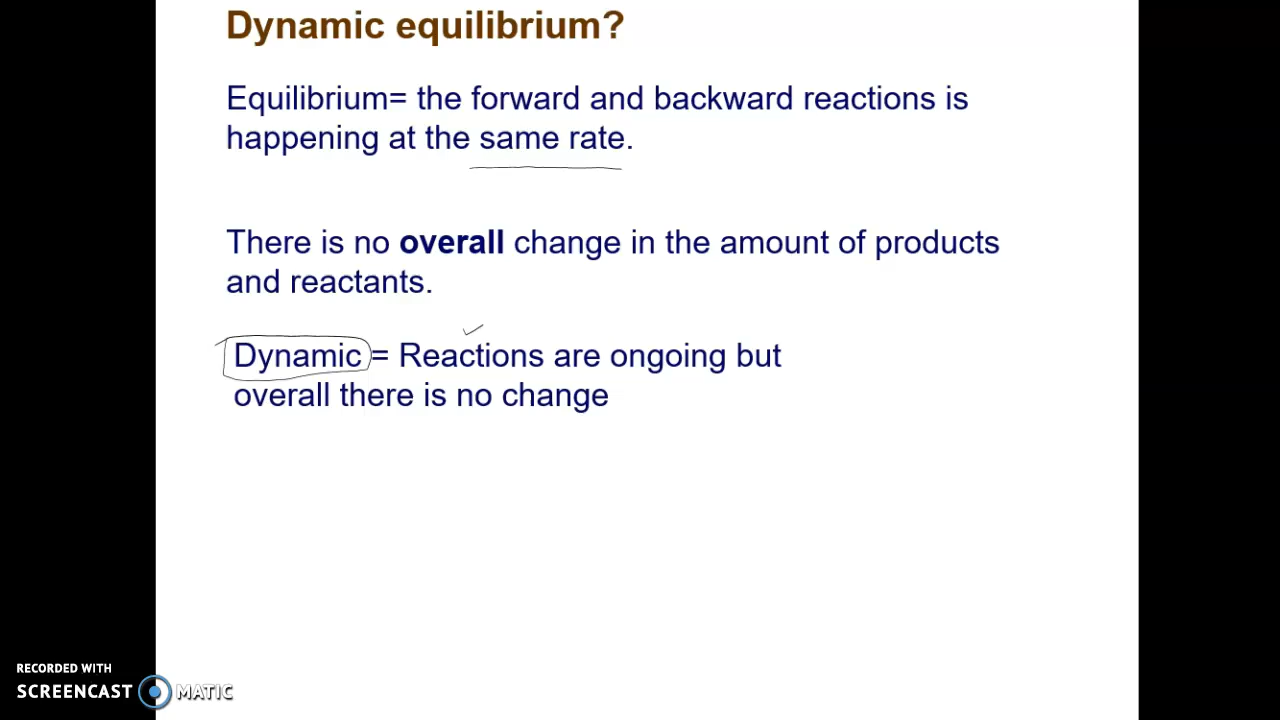 Dynamic equilibrium?
Equilibrium= the forward and backward reactions is
happening at the same rate.
There is no overall change in the amount of products
and reactants.
Dynamic = Reactions are ongoing but
overall there is no change
RECORDED WITH
SCREENCAST MATIC